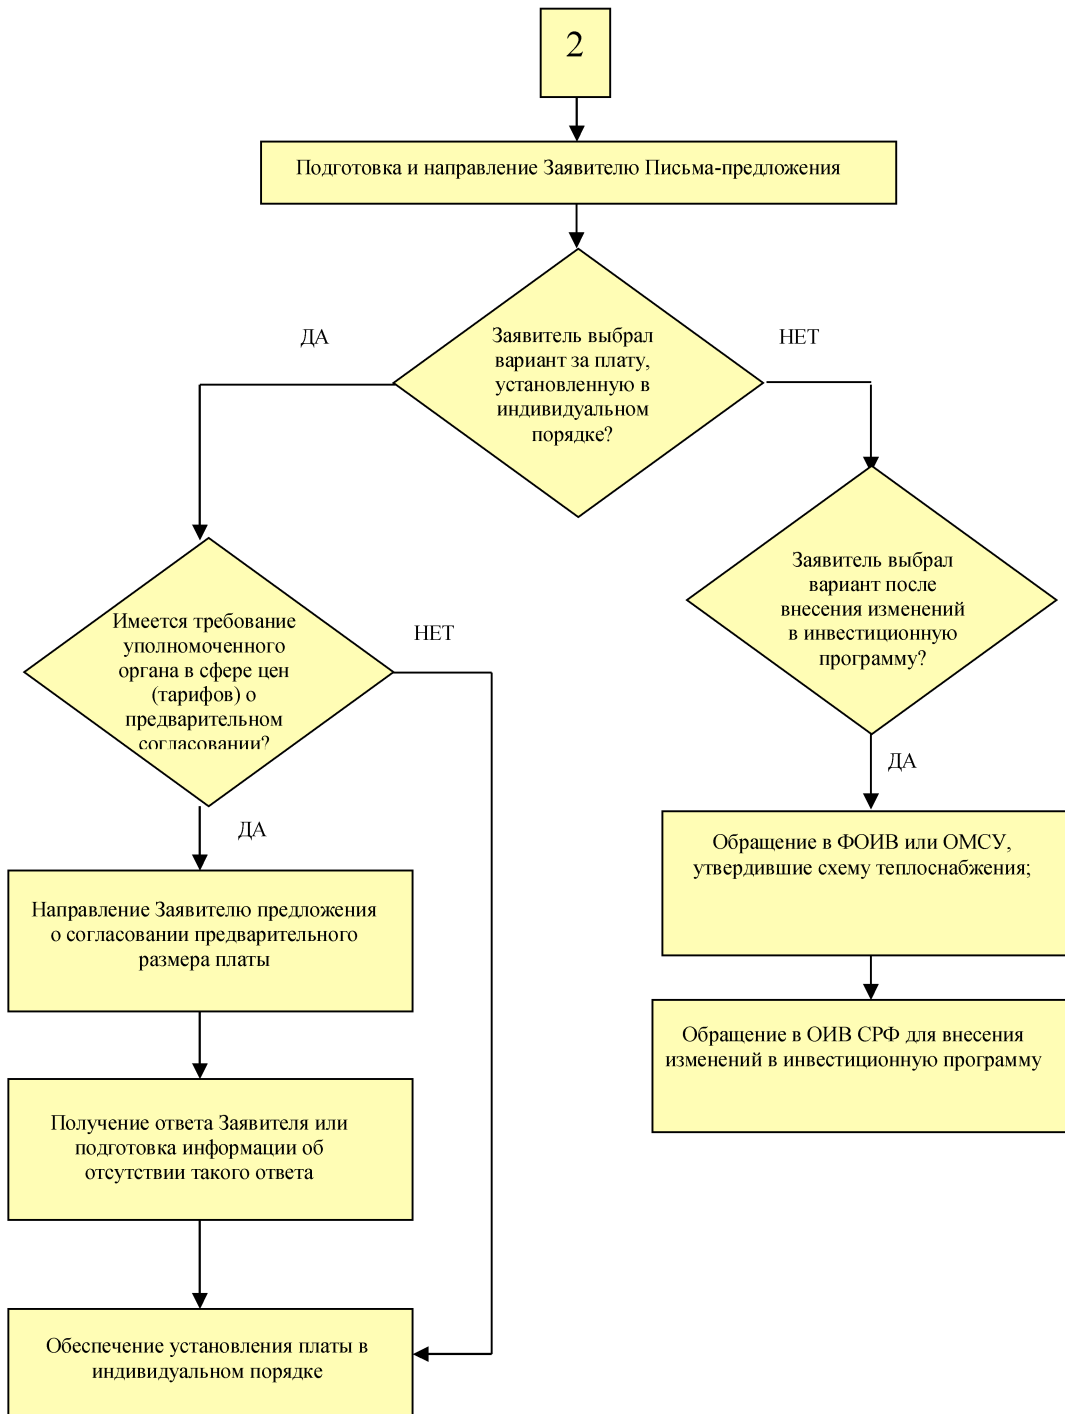 2
Подготовка и направление Заявителю Письма-предложения
ДА
Заявитель выбрал
вариант за плату,
установленную в
индивидуальном
порядке?
НЕТ
Заявитель выбрал
вариант после
внесения изменений
в инвестиционную
программу?
Имеется требование
уполномоченного
органа в сфере цен
(тарифов) о
предварительном
согласовании?
НЕТ
ДА
ДА
Обращение в ФОИВ или ОМСУ,
утвердившие схему теплоснабжения;
Направление Заявителю предложения
о согласовании предварительного
размера платы
Обращение в ОИВ СРФ для внесения
изменений в инвестиционную программу
Получение ответа Заявителя или
подготовка информации об
отсутствии такого ответа
Обеспечение установления платы в
индивидуальном порядке